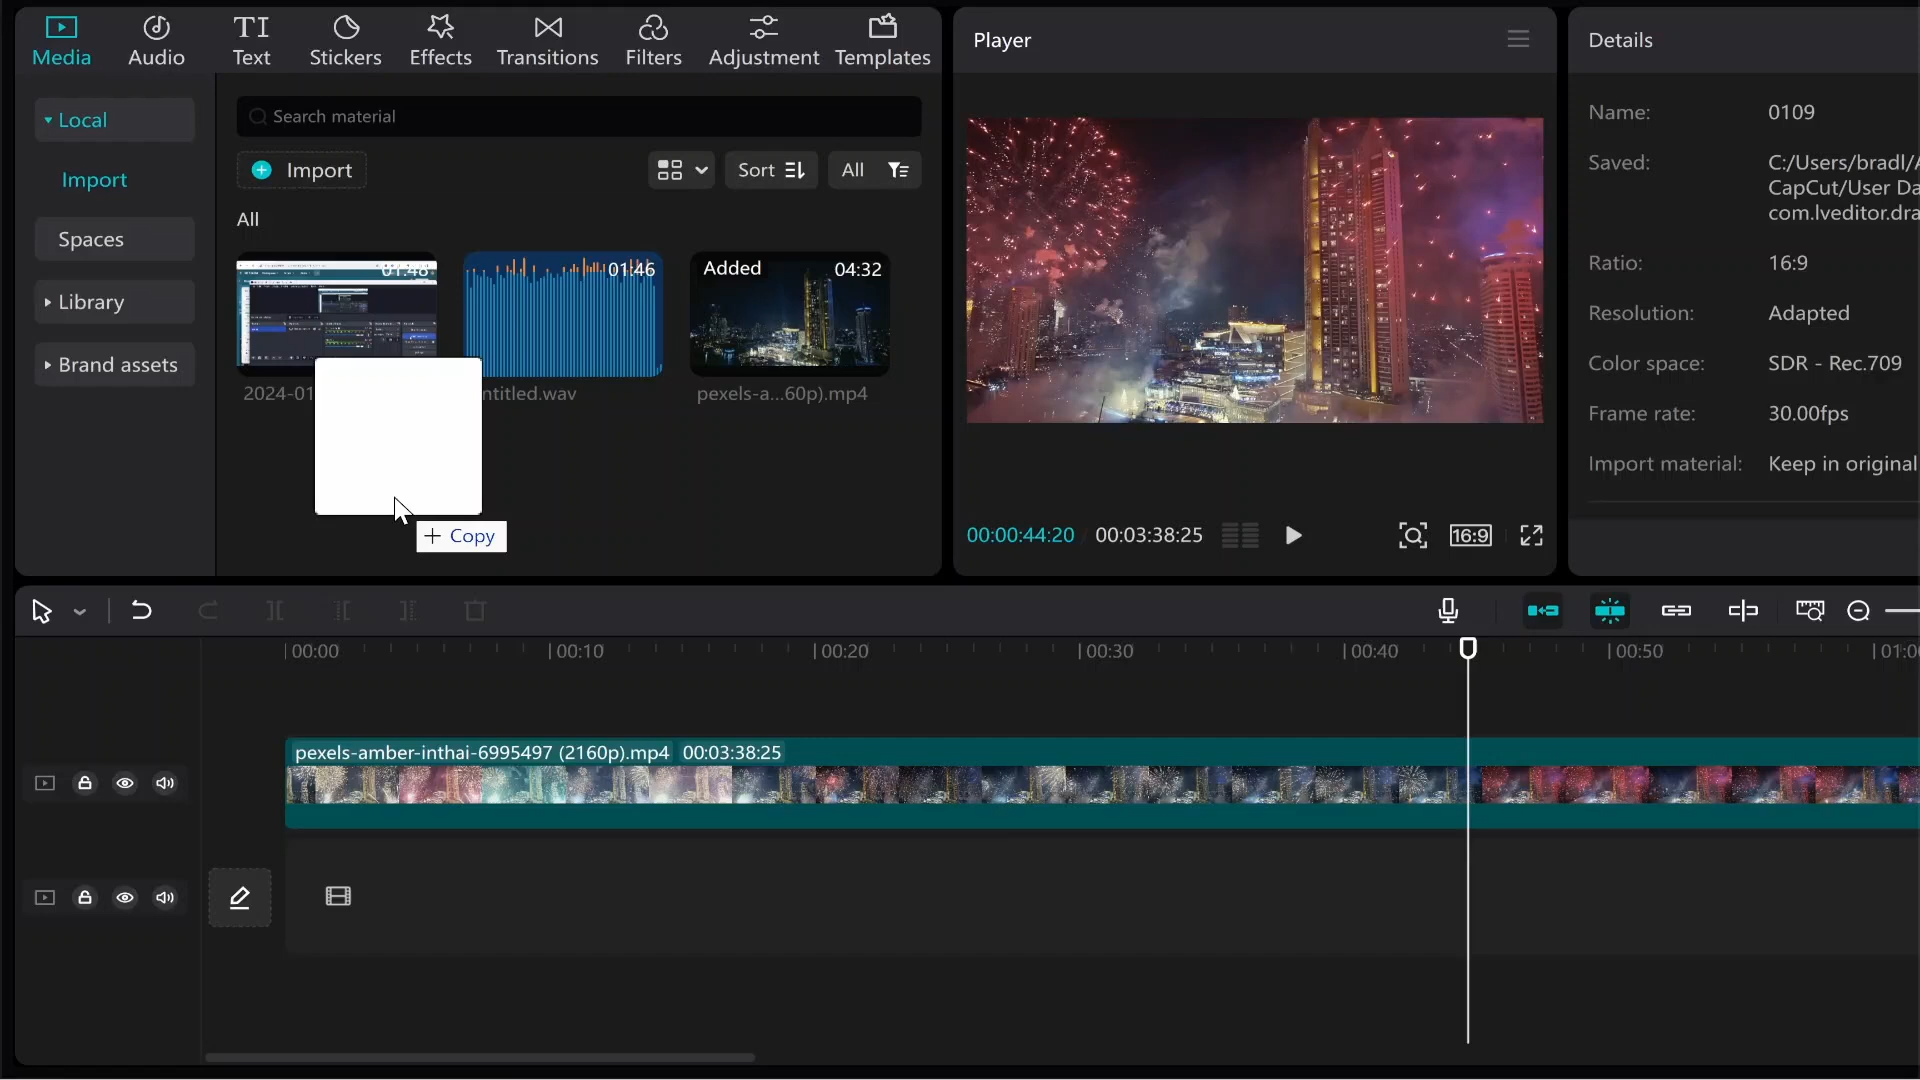 Media
Audio
TI
Text
Stickers
Effects
Transitions
Filters
Adjustment
Templates
Local
Import
Spaces
Library
Brand assets
Search material
Import
Sort
All
All
01:48
01:46
Added
04:32
2024-01
ntitled.wav
pexels-a...60p).mp4
+ Copy
Player
00:00:44:20
00:03:38:25
16:9
Details
Name:
0109
Saved:
C:/Users/bradl/A
CapCut/User Da
com.lveditor.dra
Ratio:
16:9
Resolution:
Adapted
Color space:
SDR - Rec.709
Frame rate:
30.00fps
Import material:
Keep in original
00:00
00:10
00:20
00:30
00:40
00:50
01:00
pexels-amber-inthai-6995497 (2160p).mp4 00:03:38:25